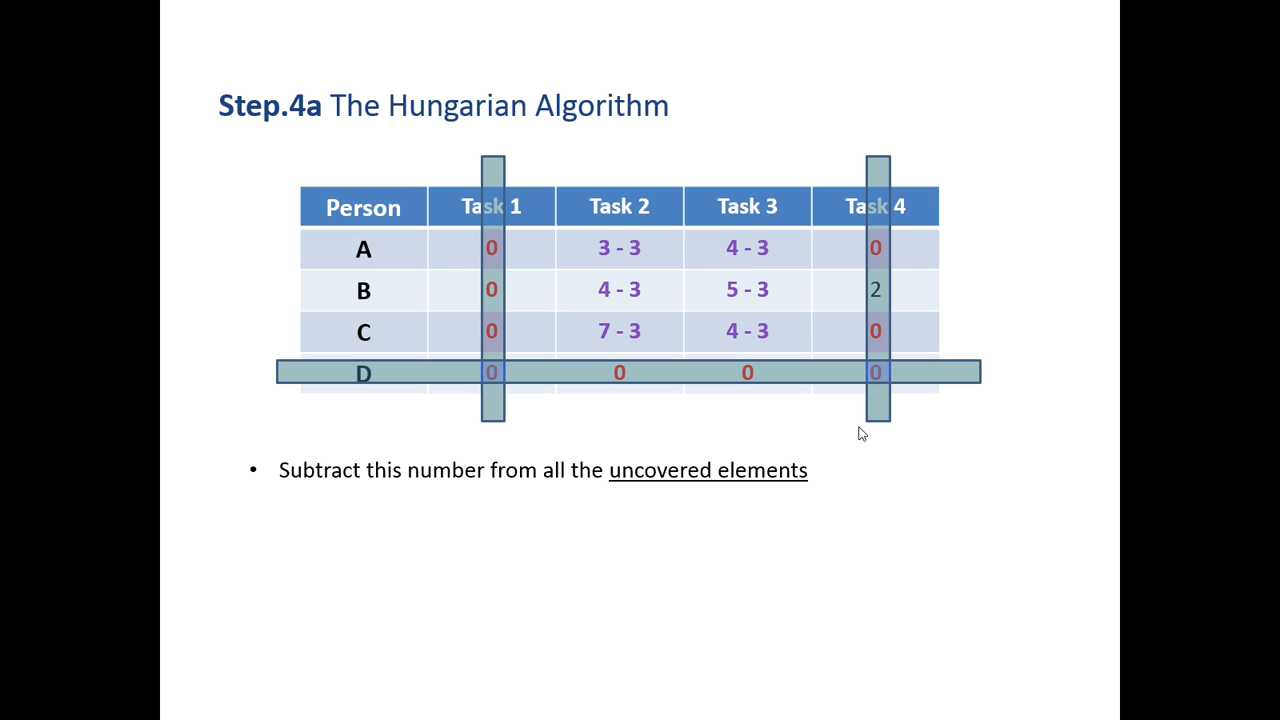 Step.4a The Hungarian Algorithm
Person Task 1 Task 2 Task 3 Task 4
A 0 3 - 3 4 - 3 0
B 0 4 - 3 5 - 3 2
C 0 7 - 3 4 - 3 0
D 0 0 0 0
• Subtract this number from all the uncovered elements